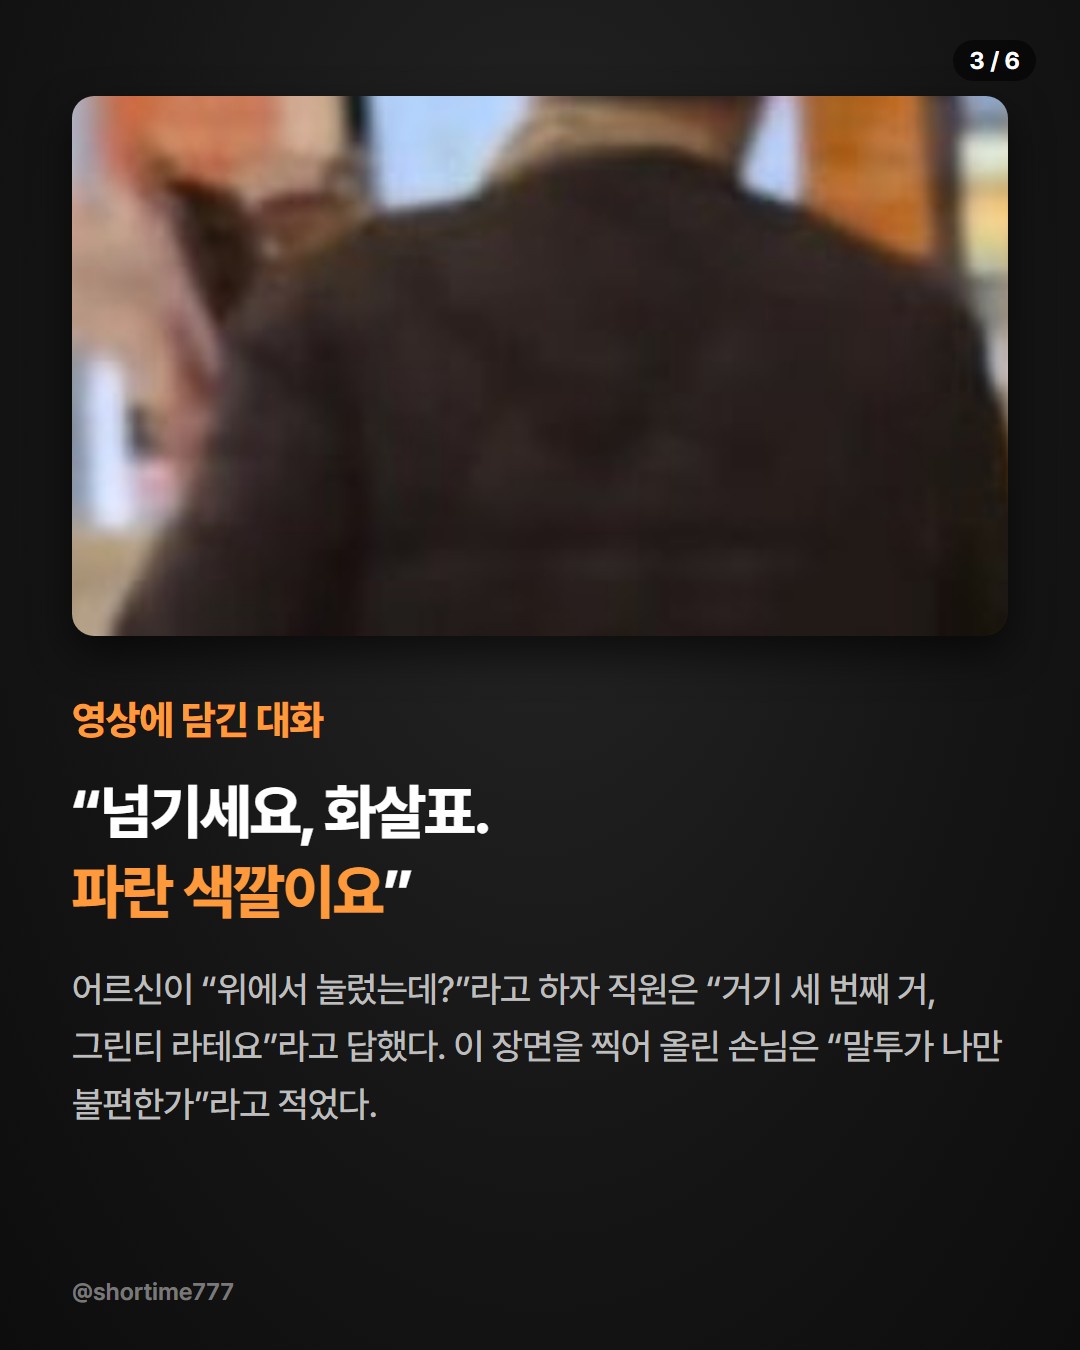 3 / 6
영상에 담긴 대화
“넘기세요, 화살표.
파란 색깔이요”
어르신이 “위에서 눌렀는데?”라고 하자 직원은 “거기 세 번째 거,
그린티 라테요”라고 답했다. 이 장면을 찍어 올린 손님은 “말투가 나만
불편한가”라고 적었다.
@shortime777